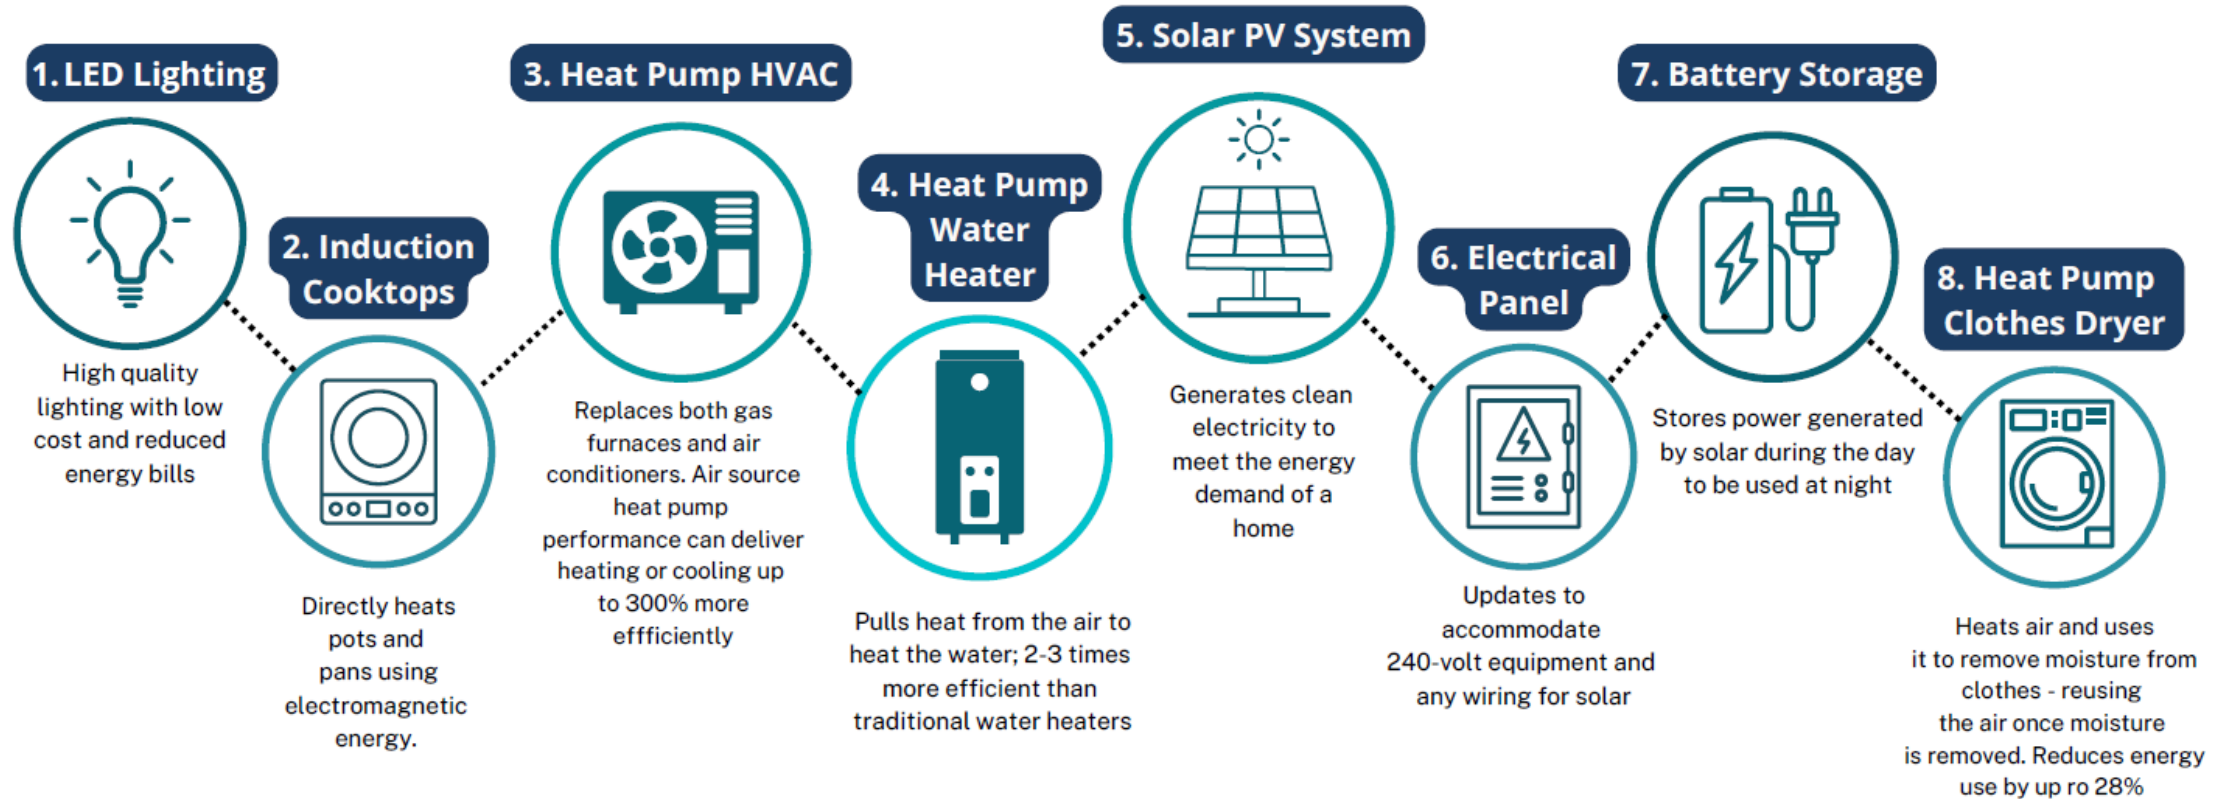 1. LED Lighting
High quality
lighting with low
cost and reduced
energy bills
2. Induction
Cooktops
Directly heats
pots and
pans using
electromagnetic
energy.
3. Heat Pump HVAC
Replaces both gas
furnaces and air
conditioners. Air source
heat pump
performance can deliver
heating or cooling up
to 300% more
effficiently
4. Heat Pump
Water
Heater
Pulls heat from the air to
heat the water; 2-3 times
more efficient than
traditional water heaters
5. Solar PV System
Generates clean
electricity to
meet the energy
demand of a
home
6. Electrical
Panel
Updates to
accommodate
240-volt equipment and
any wiring for solar
7. Battery Storage
Stores power generated
by solar during the day
to be used at night
8. Heat Pump
Clothes Dryer
Heats air and uses
it to remove moisture from
clothes - reusing
the air once moisture
is removed. Reduces energy
use by up ro 28%